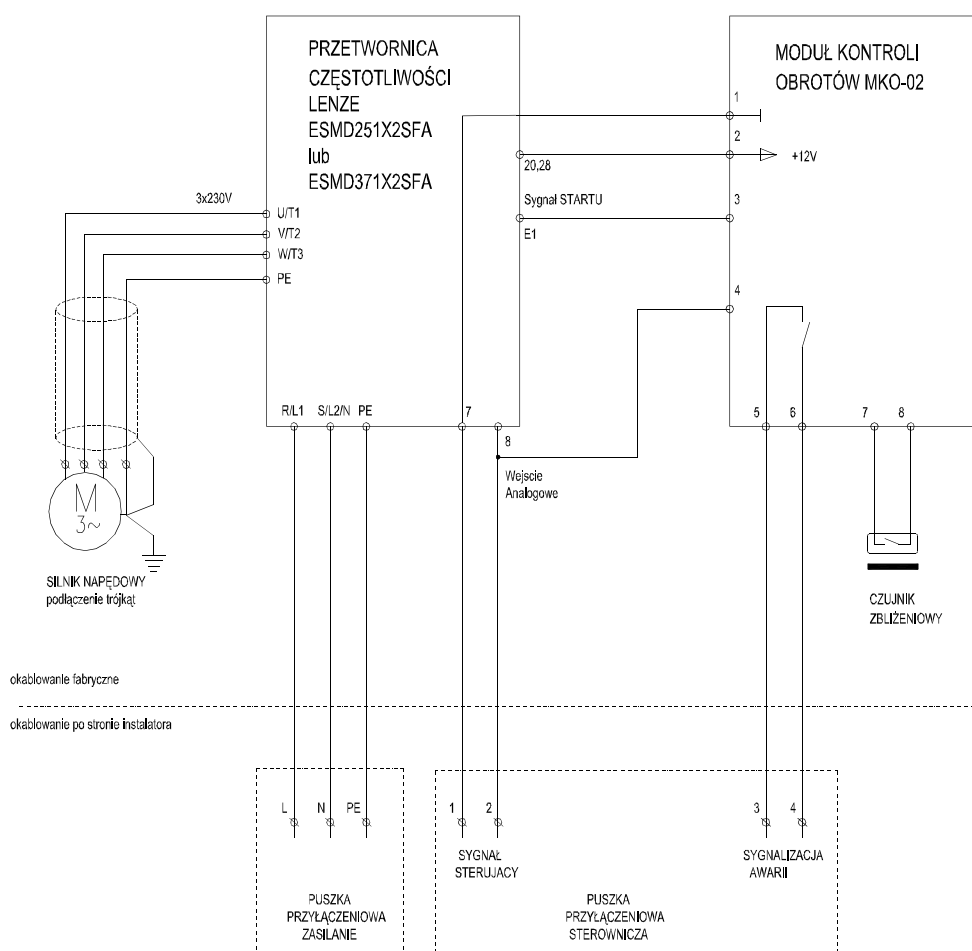 PRZETWORNICA
CZĘSTOTLIWOŚCI
LENZE
ESMD251X2SFA
lub
ESMD371X2SFA
MODUŁ KONTROLI
OBROTÓW MKO-02
1
2
+12V
20,28
3x230V
Sygnał STARTU
3
U/T1
E1
V/T2
W/T3
PE
4
R/L1 S/L2/N PE
7
5 6 7 8
8
Wejscie
Analogowe
M
3~
SILNIK NAPĘDOWY
podłączenie trójkąt
CZUJNIK
ZBLIŻENIOWY
okablowanie fabryczne
okablowanie po stronie instalatora
L N PE
1 2
3 4
SYGNAŁ
STERUJACY
SYGNALIZACJA
AWARII
PUSZKA
PRZYŁĄCZENIOWA
ZASILANIE
PUSZKA
PRZYŁĄCZENIOWA
STEROWNICZA